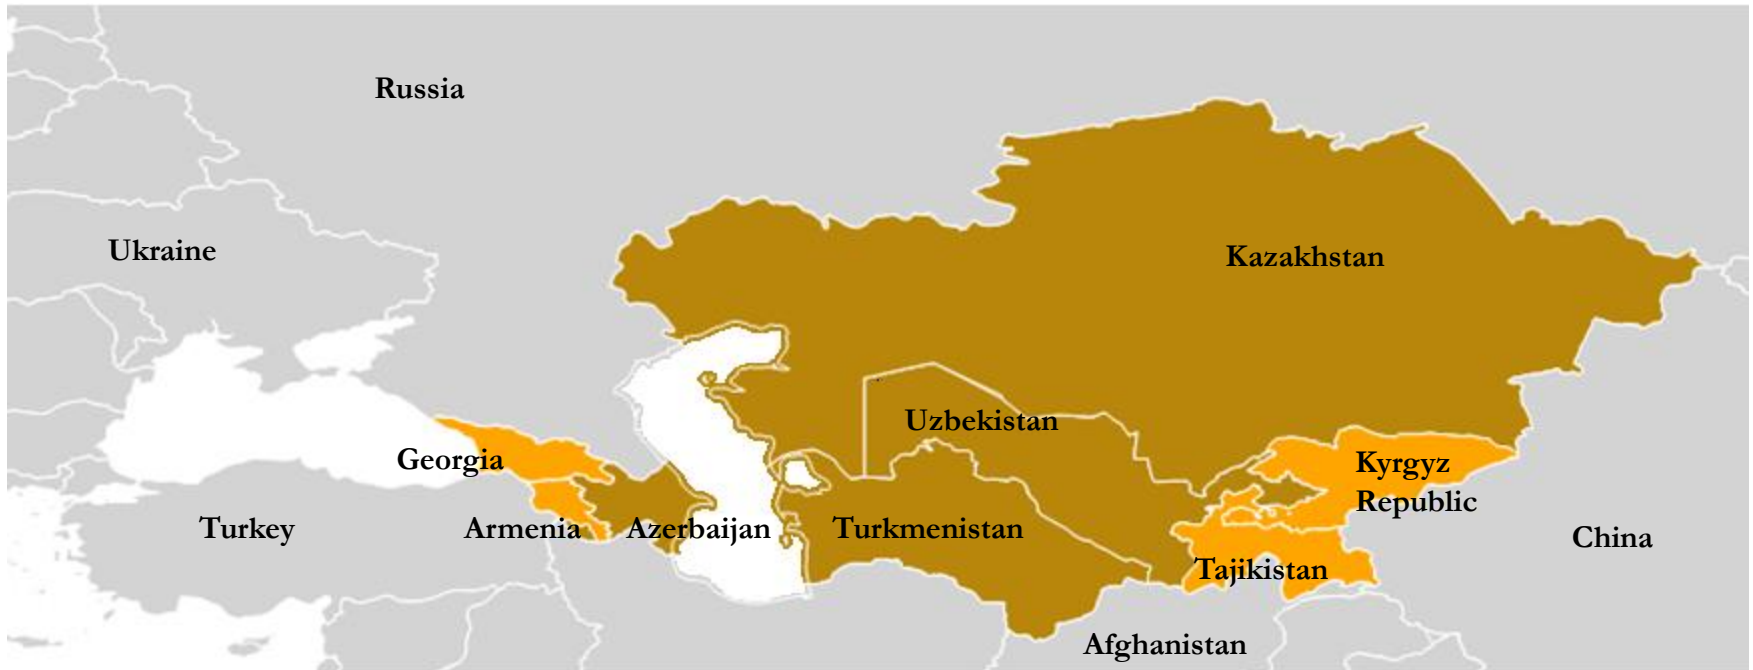 Russia
Ukraine
Kazakhstan
Uzbekistan
Georgia
Kyrgyz
Republic
Turkey
Armenia
Azerbaijan
Turkmenistan
China
Tajikistan
Afghanistan